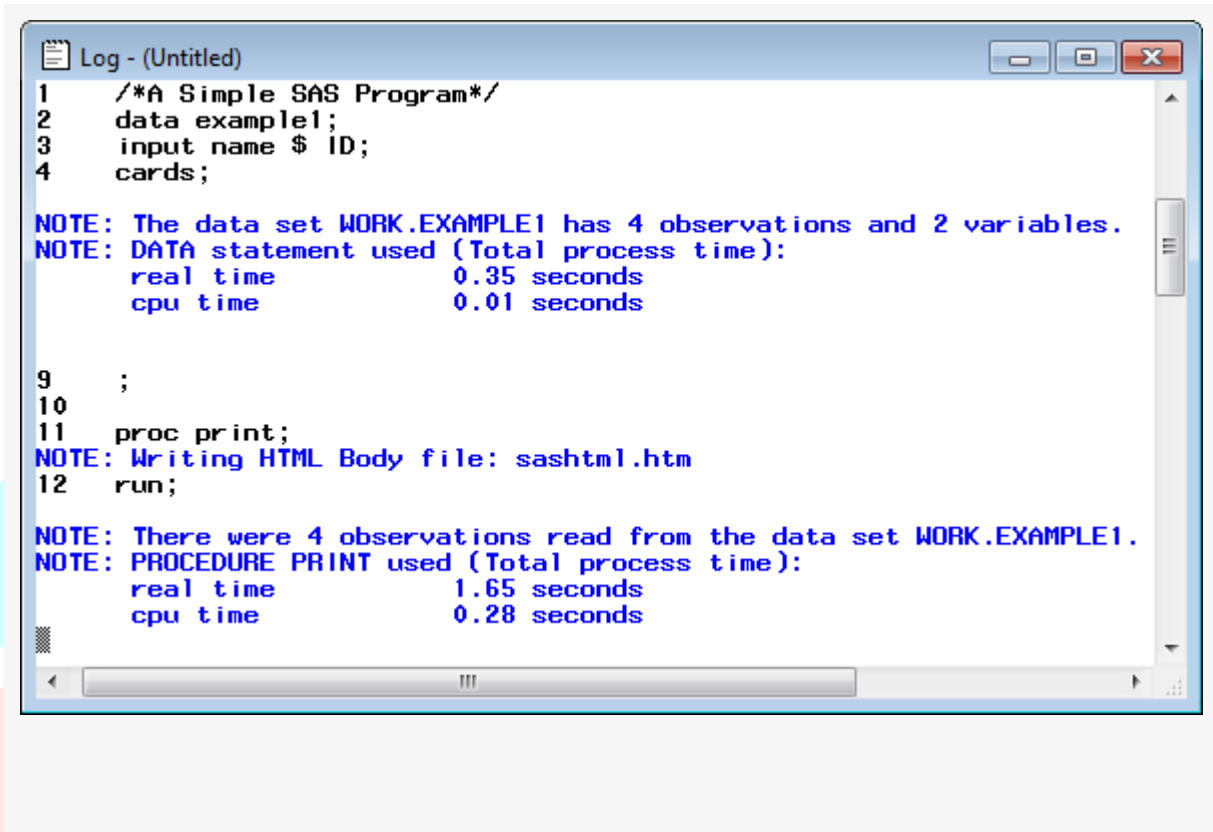 Log - (Untitled)
1 /*A Simple SAS Program*/
2 data example1;
3 input name $ ID;
4 cards;
NOTE: The data set WORK.EXAMPLE1 has 4 observations and 2 variables.
NOTE: DATA statement used (Total process time):
real time 0.35 seconds
cpu time 0.01 seconds
9 ;
10
11 proc print;
NOTE: Writing HTML Body file: sashtml.htm
12 run;
NOTE: There were 4 observations read from the data set WORK.EXAMPLE1.
NOTE: PROCEDURE PRINT used (Total process time):
real time 1.65 seconds
cpu time 0.28 seconds